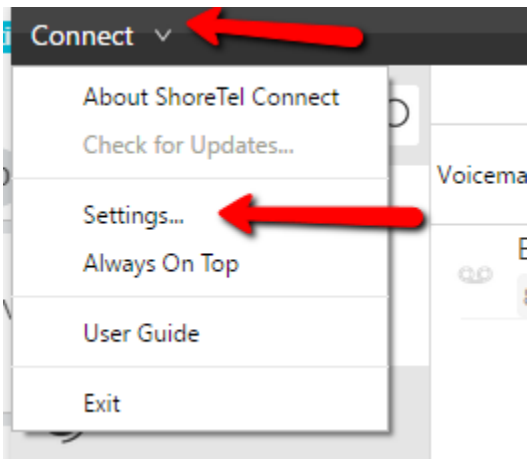 Connect
About ShoreTel Connect
Check for Updates...
Voicema
Settings...
Always On Top
User Guide
Exit